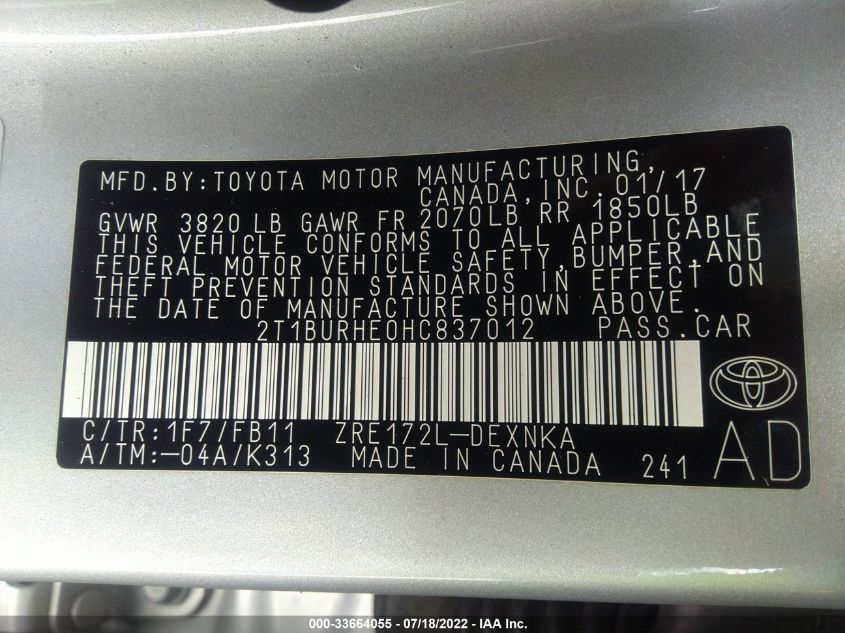 MFD.BY:TOYOTA MOTOR MANUFACTURING,
CANADA,INC. 01/17
GVWR 3820 LB GAWR FR 2070LB RR 1850LB
THIS VEHICLE CONFORMS TO ALL APPLICABLE
FEDERAL MOTOR VEHICLE SAFETY,BUMPER,AND
THEFT PREVENTION STANDARDS IN EFFECT ON
THE DATE OF MANUFACTURE SHOWN ABOVE.
2T1BURHE0HC837012 PASS.CAR
C/TR:1F7/FB11 ZRE172L-DEXNKA
A/TM:-04A/K313 MADE IN CANADA 241 AD
000-33664055 / 07/18/2022 - IAA Inc.